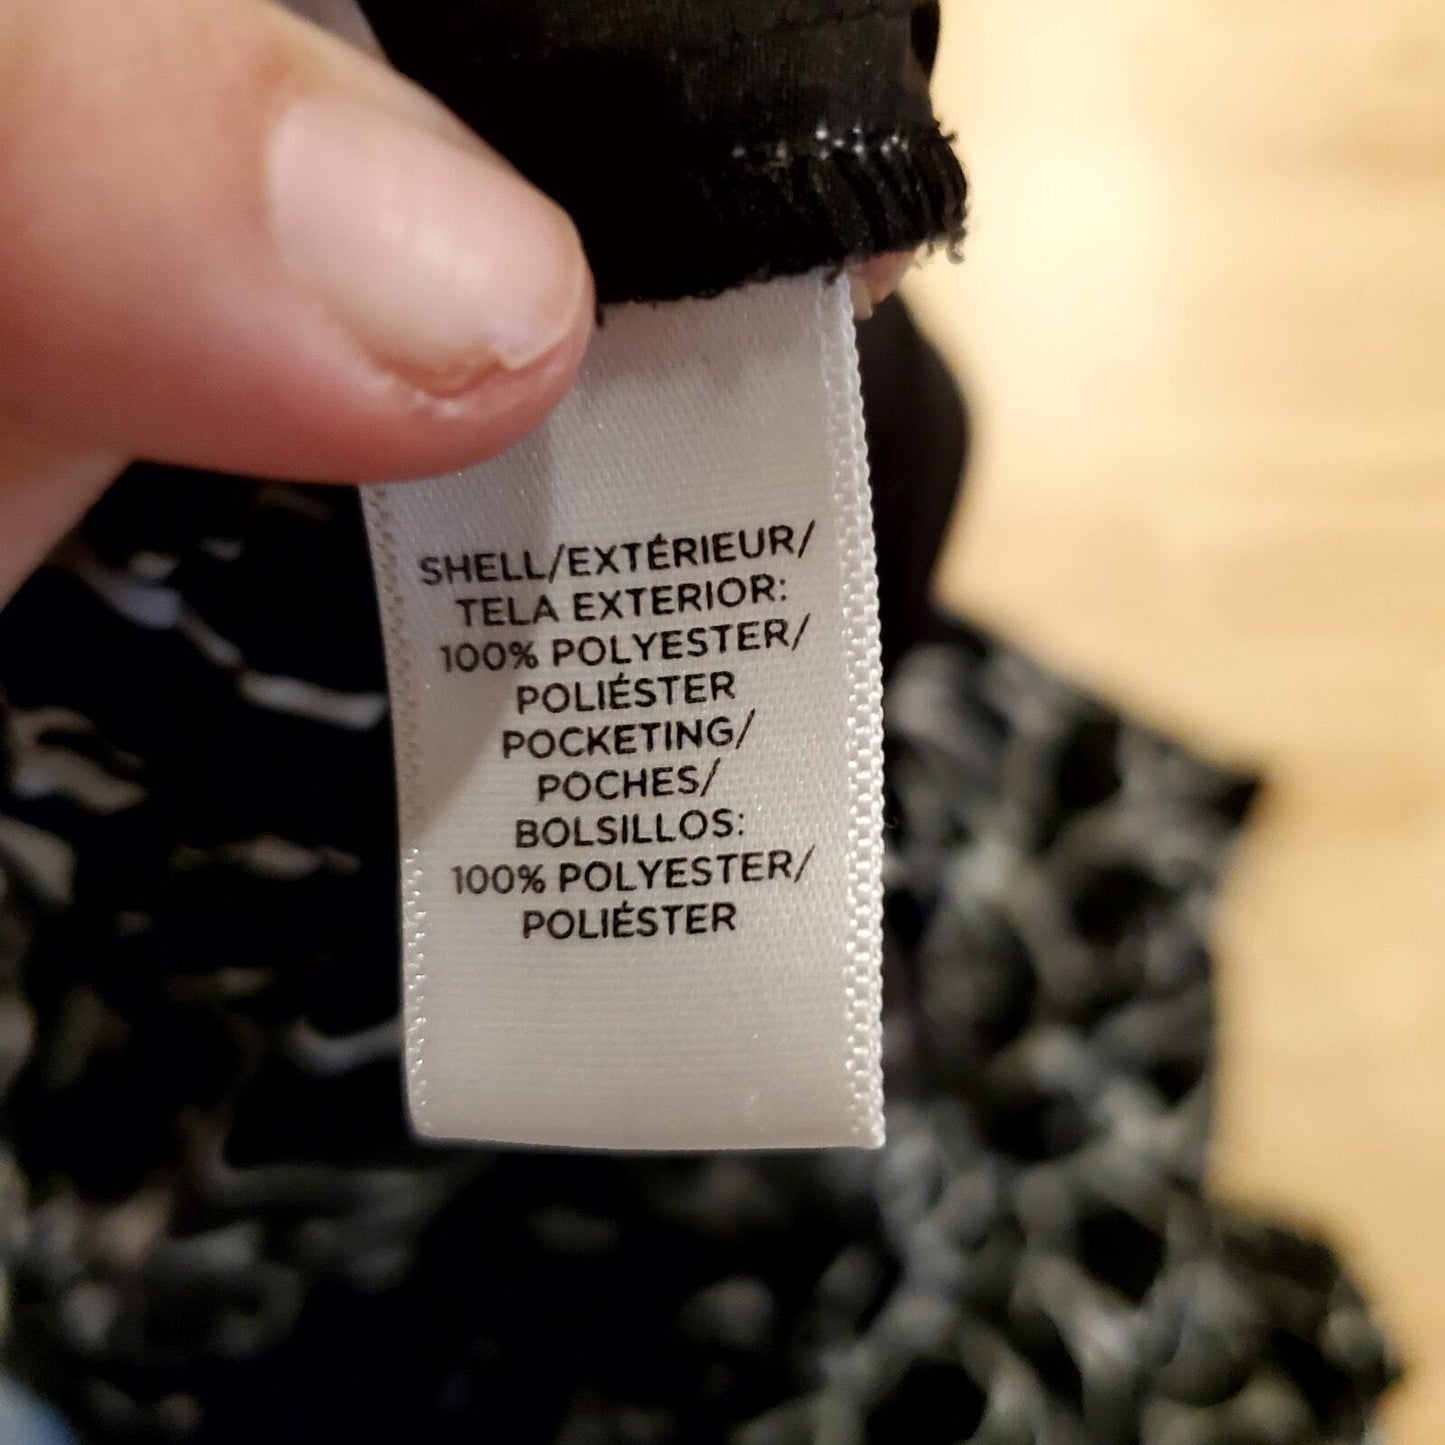 SHELL/EXTÉRIEUR/
TELA EXTERIOR:
100% POLYESTER/
POLIÉSTER
POCKETING/
POCHES/
BOLSILLOS:
100% POLYESTER/
POLIÉSTER